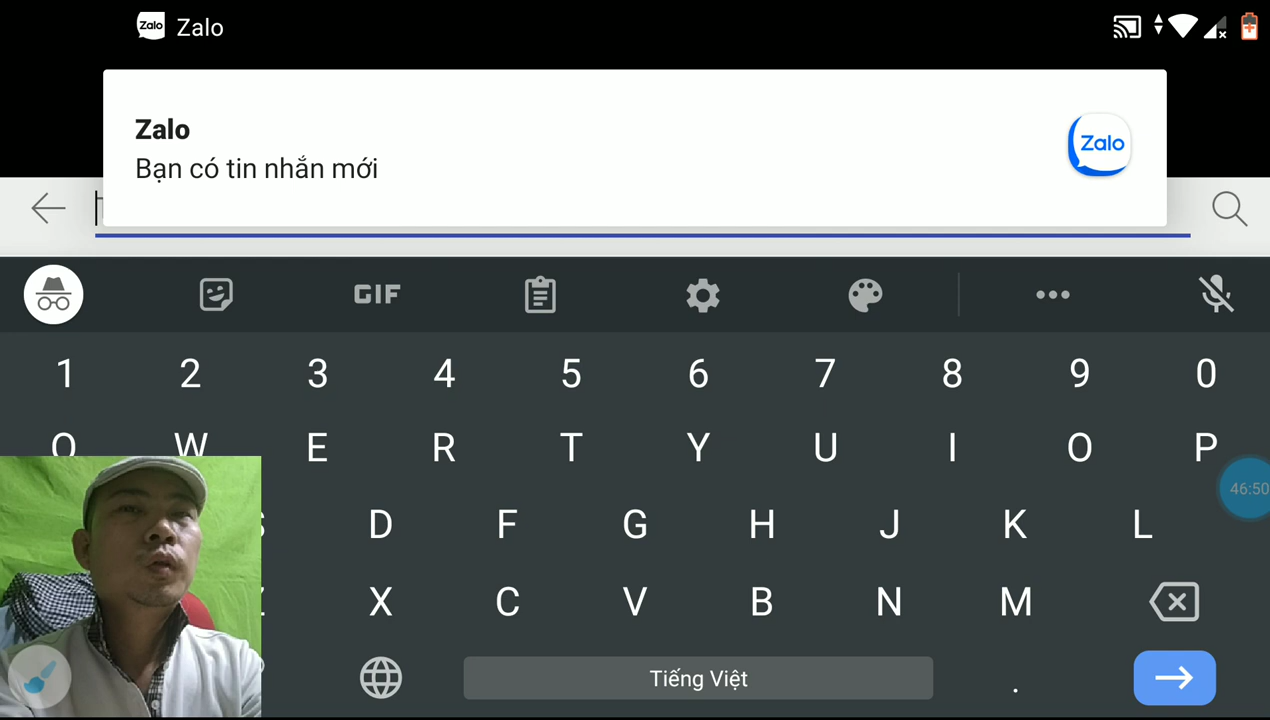 Zalo Zalo
Zalo
Bạn có tin nhắn mới
Zalo
GIF
1 2 3 4 5 6 7 8 9 0
Q W E R T Y U I O P
46:50
S D F G H J K L
Z X C V B N M
Tiếng Việt .